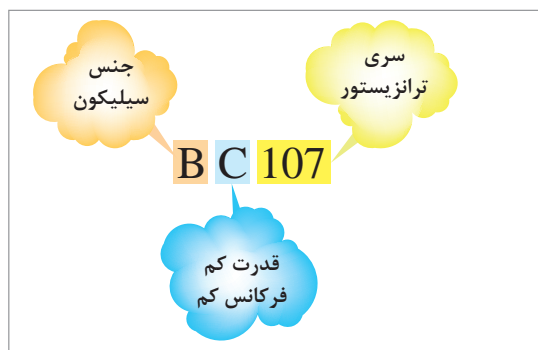 جنس
سیلیکون
سری
ترانزیستور
B C 107
قدرت کم
فرکانس کم